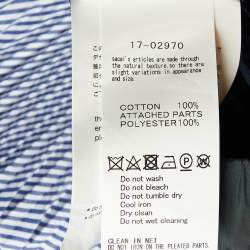 17-02970
sacai's articles are made through
the natural texture, so there are
slight variations in appearance
and size.
COTTON 100%
ATTACHED PARTS
POLYESTER 100%
Do not wash
Do not bleach
Do not tumble dry
Cool iron
Dry clean
Do not wet cleaning
CLEAN IN NET
DO NOT IRON ON THE PLEATED PART